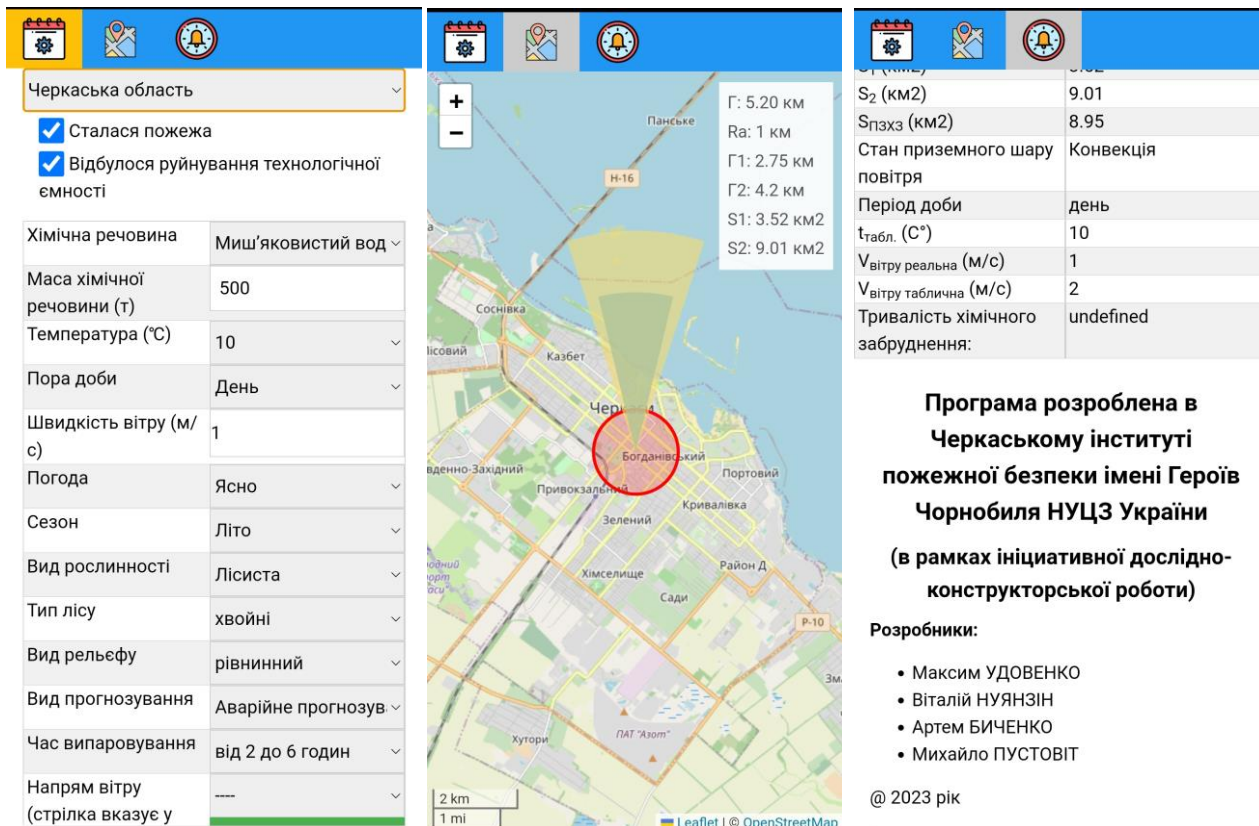 Черкаська область
Сталася пожежа
Відбулося руйнування технологічної
ємності
Хімічна речовина
Миш’яковистий вод
Маса хімічної
речовини (т)
500
Температура (℃)
10
Пора доби
День
Швидкість вітру (м/
с)
1
Погода
Ясно
Сезон
Літо
Вид рослинності
Лісиста
Тип лісу
хвойні
Вид рельєфу
рівнинний
Вид прогнозування
Аварійне прогнозув
Час випаровування
від 2 до 6 годин
Напрям вітру
(стрілка вказує у
----
+
−
Г: 5.20 км
Ra: 1 км
Г1: 2.75 км
Г2: 4.2 км
S1: 3.52 км2
S2: 9.01 км2
Панське
Н-16
Соснівка
Казбет
Богданівський
Портовий
Привокзальний
Кривалівка
Зелений
Хімселище
Район Д
Сади
Р-10
ПАТ "Азот"
Хутори
2 km
1 mi
Leaflet | © OpenStreetMap
S₂ (км2)
9.01
SПЗХЗ (км2)
8.95
Стан приземного шару
повітря
Конвекція
Період доби
день
tтабл. (С°)
10
Vвітру реальна (м/с)
1
Vвітру таблична (м/с)
2
Тривалість хімічного
забруднення:
undefined
Програма розроблена в
Черкаському інституті
пожежної безпеки імені Героїв
Чорнобиля НУЦЗ України
(в рамках ініциативної дослідно-
конструкторської роботи)
Розробники:
• Максим УДОВЕНКО
• Віталій НУЯНЗІН
• Артем БИЧЕНКО
• Михайло ПУСТОВІТ
@ 2023 рік